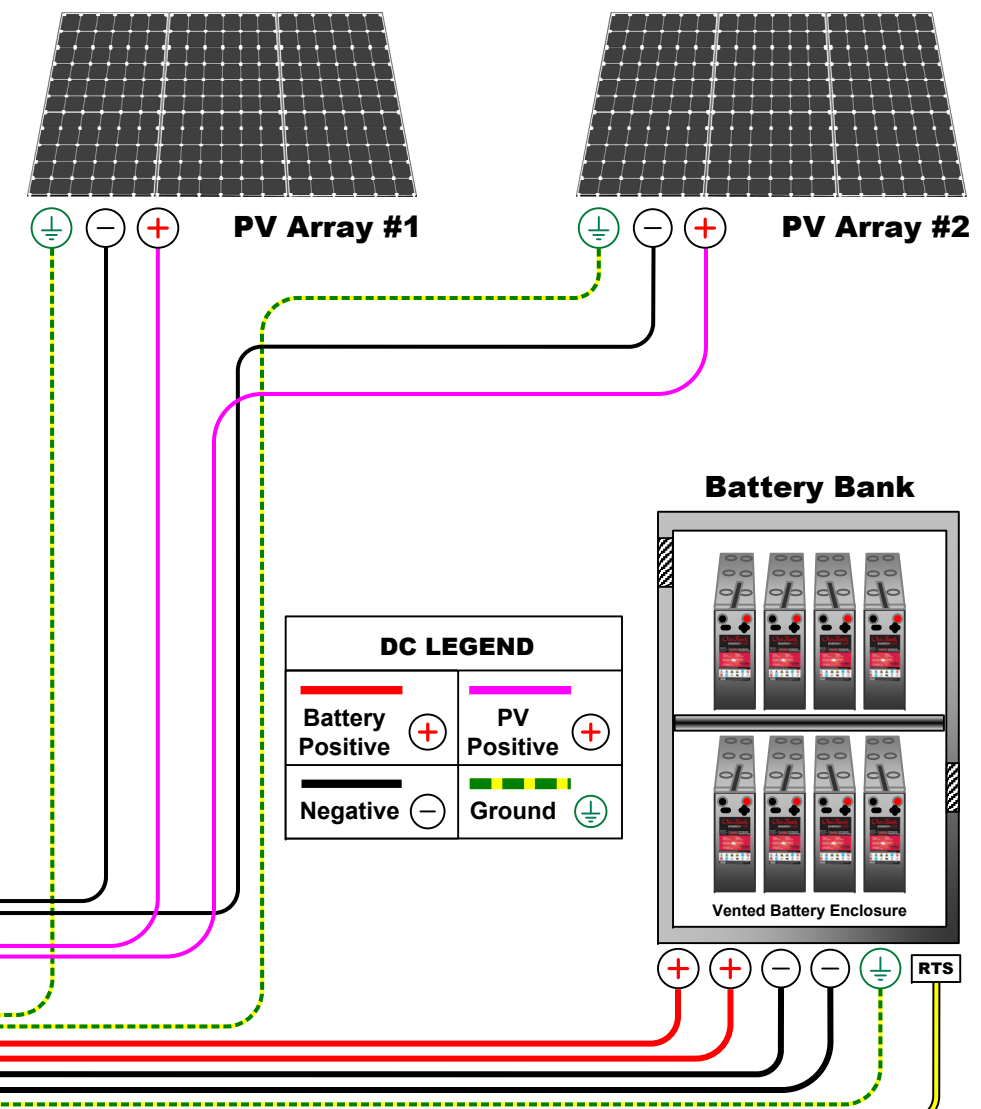 PV Array #1
PV Array #2
Battery Bank
DC LEGEND
Battery
Positive
PV
Positive
Negative
Ground
Vented Battery Enclosure
RTS